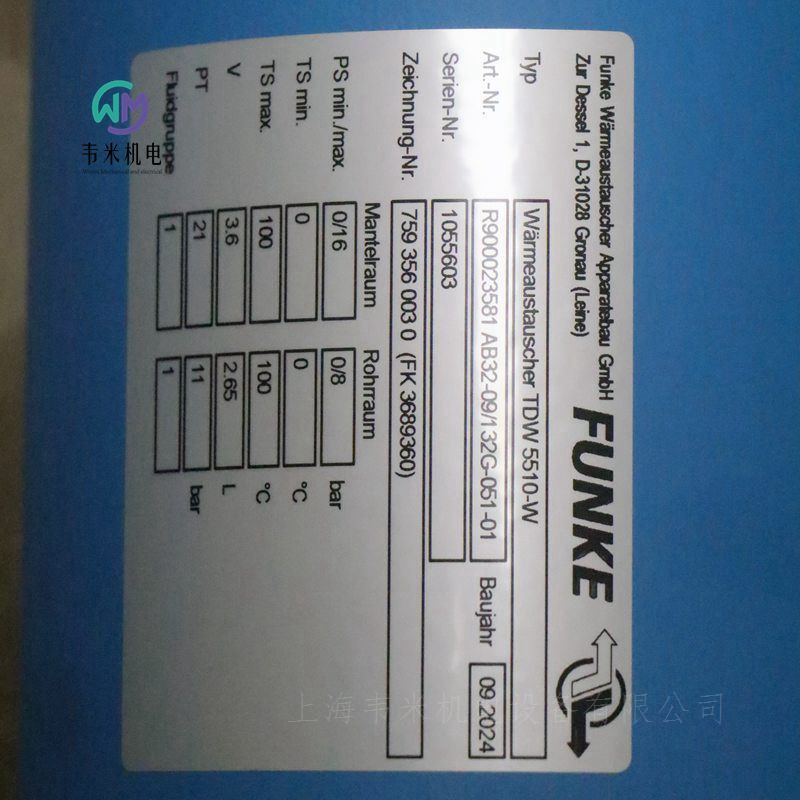 Funke Wärmeaustauscher Apparatebau GmbH
Zur Dessel 1, D-31028 Gronau (Leine)
FUNKE
Typ Wärmeaustauscher TDW 5510-W
Art.-Nr. R900023581 AB32-09/132G-051-01
Serien-Nr. 1055603 Baujahr 09.2024
Zeichnung-Nr. 759 356 003 0 (FK 3689360)
Mantelraum Rohrraum
PS min./max. 0/16 0/8 bar
TS min. 0 0 °C
TS max. 100 100 °C
V 3.6 2.65 L
PT 21 11 bar
Fluidgruppe 1 1
WM
韦米机电
上海韦米机电设备有限公司